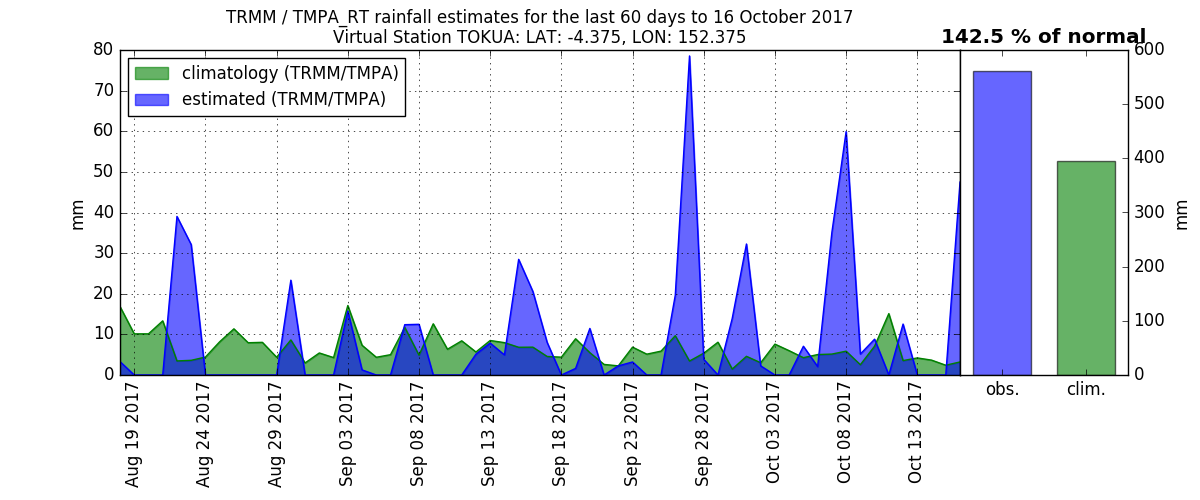 TRMM / TMPA_RT rainfall estimates for the last 60 days to 16 October 2017
Virtual Station TOKUA: LAT: -4.375, LON: 152.375
142.5 % of normal
climatology (TRMM/TMPA)
estimated (TRMM/TMPA)
mm
80
70
60
50
40
30
20
10
0
Aug 19 2017
Aug 24 2017
Aug 29 2017
Sep 03 2017
Sep 08 2017
Sep 13 2017
Sep 18 2017
Sep 23 2017
Sep 28 2017
Oct 03 2017
Oct 08 2017
Oct 13 2017
600
500
400
300
200
100
0
mm
obs.
clim.